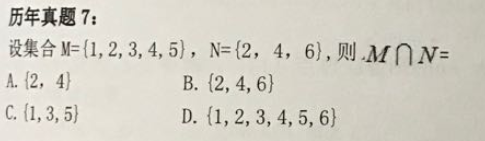 历年真题7:
设集合M={1,2,3,4,5}，N={2，4，6},则.M⋂N=
A.{2，4} B.{2,4,6}
C.{1,3,5} D.{1,2,3,4,5,6}